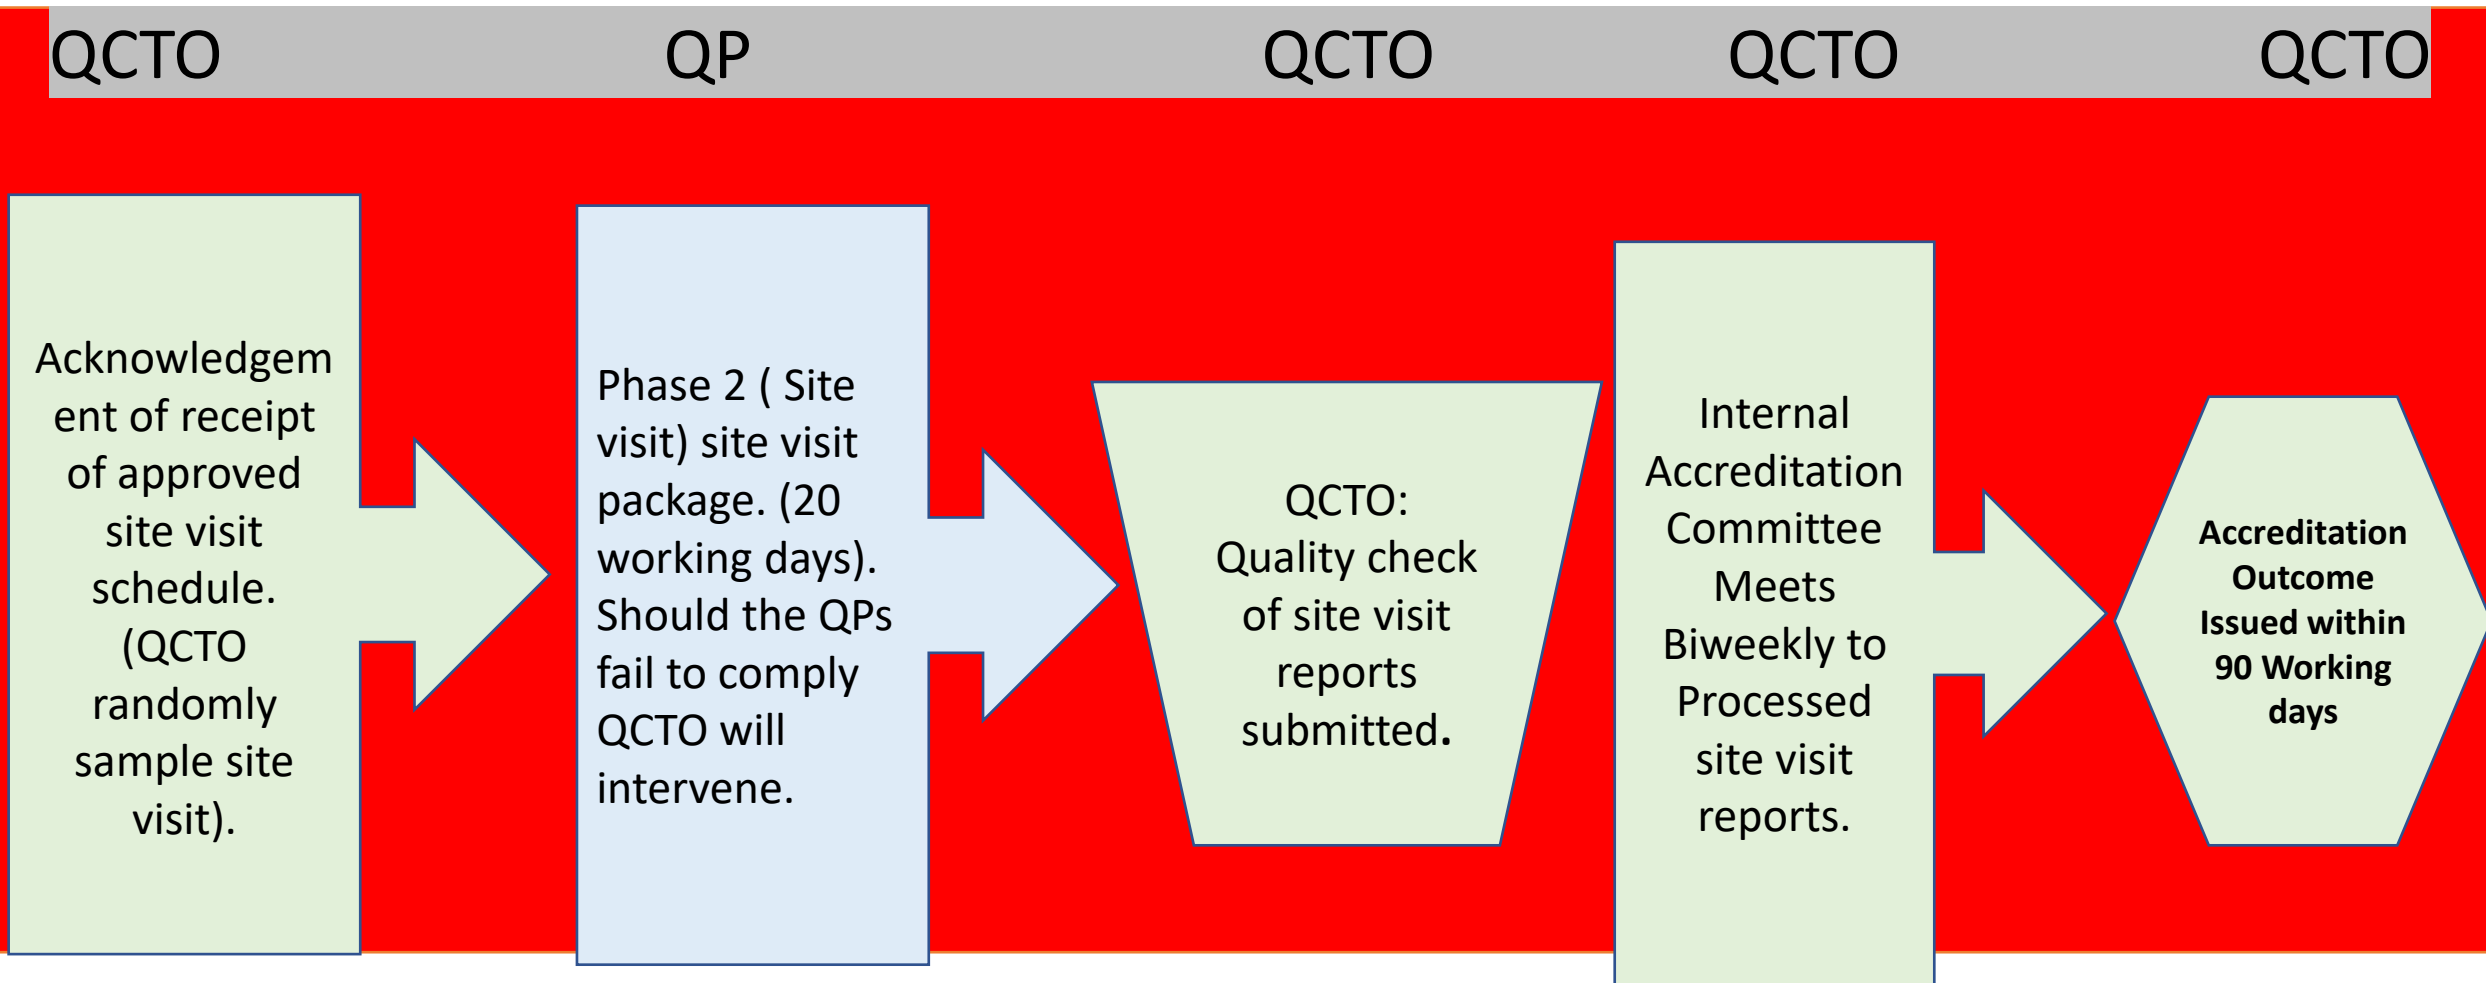 QCTO QP QCTO QCTO QCTO
Acknowledgem
ent of receipt
of approved
site visit
schedule.
(QCTO
randomly
sample site
visit).
Phase 2 ( Site
visit) site visit
package. (20
working days).
Should the QPs
fail to comply
QCTO will
intervene.
QCTO:
Quality check
of site visit
reports
submitted.
Internal
Accreditation
Committee
Meets
Biweekly to
Processed
site visit
reports.
Accreditation
Outcome
Issued within
90 Working
days